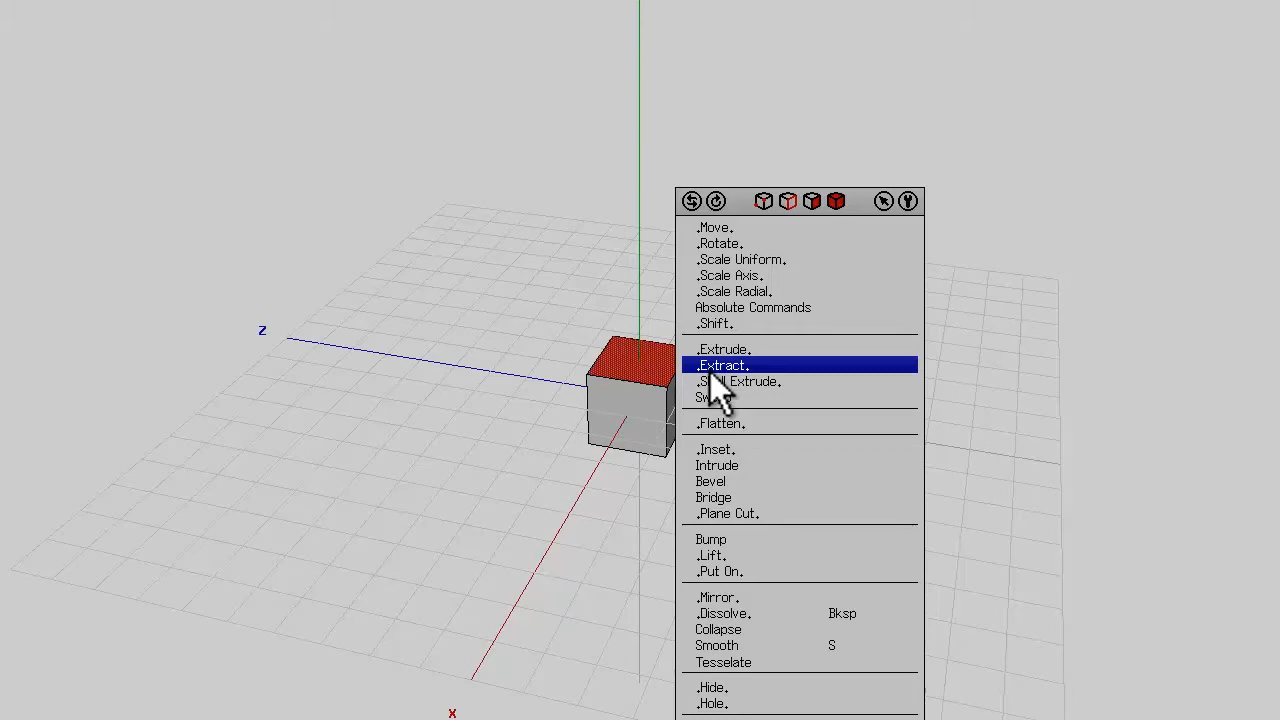 .Move.
.Rotate.
.Scale Uniform.
.Scale Axis.
.Scale Radial.
Absolute Commands
.Shift.
Z
.Extrude.
.Extract.
Extrude.
.Flatten.
.Inset.
Intrude
Bevel
Bridge
.Plane Cut.
Bump
.Lift.
.Put On.
.Mirror.
.Dissolve. Bksp
Collapse
Smooth S
Tesselate
.Hide.
.Hole.
X